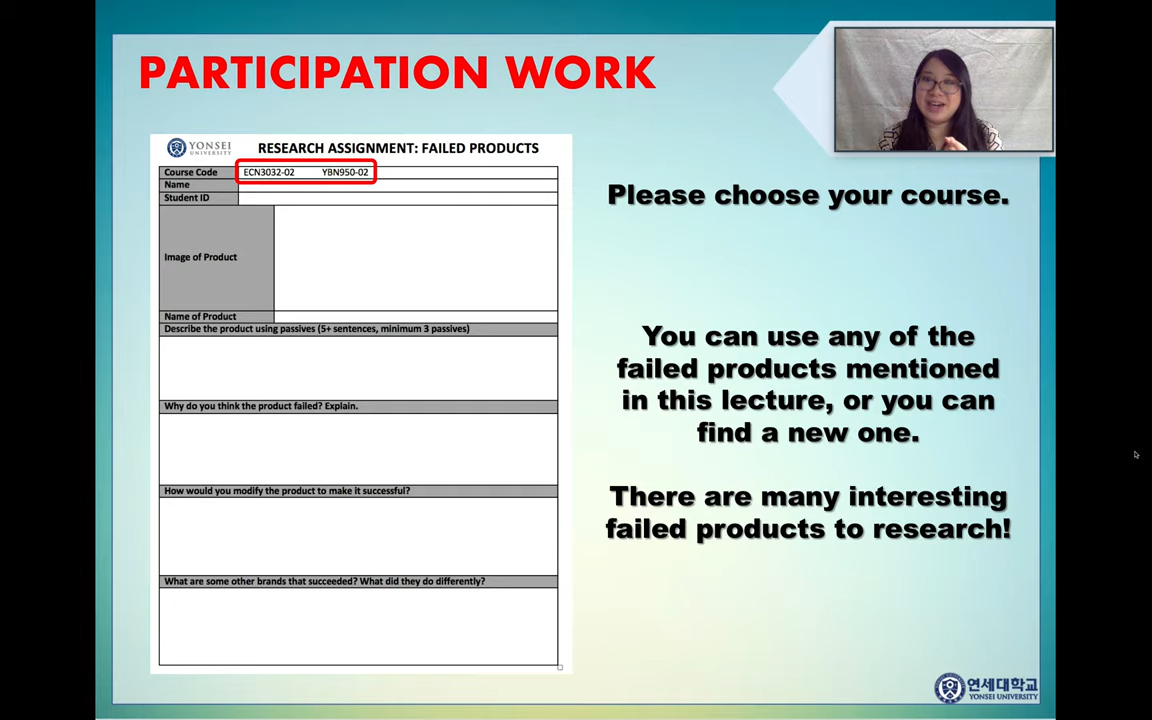 PARTICIPATION WORK
YONSEI
UNIVERSITY
RESEARCH ASSIGNMENT: FAILED PRODUCTS
Course Code ECN3032-02 YBN950-02
Name
Student ID
Image of Product
Name of Product
Describe the product using passives (5+ sentences, minimum 3 passives)
Why do you think the product failed? Explain.
How would you modify the product to make it successful?
What are some other brands that succeeded? What did they do differently?
Please choose your course.
You can use any of the
failed products mentioned
in this lecture, or you can
find a new one.
There are many interesting
failed products to research!
연세대학교
YONSEI UNIVERSITY